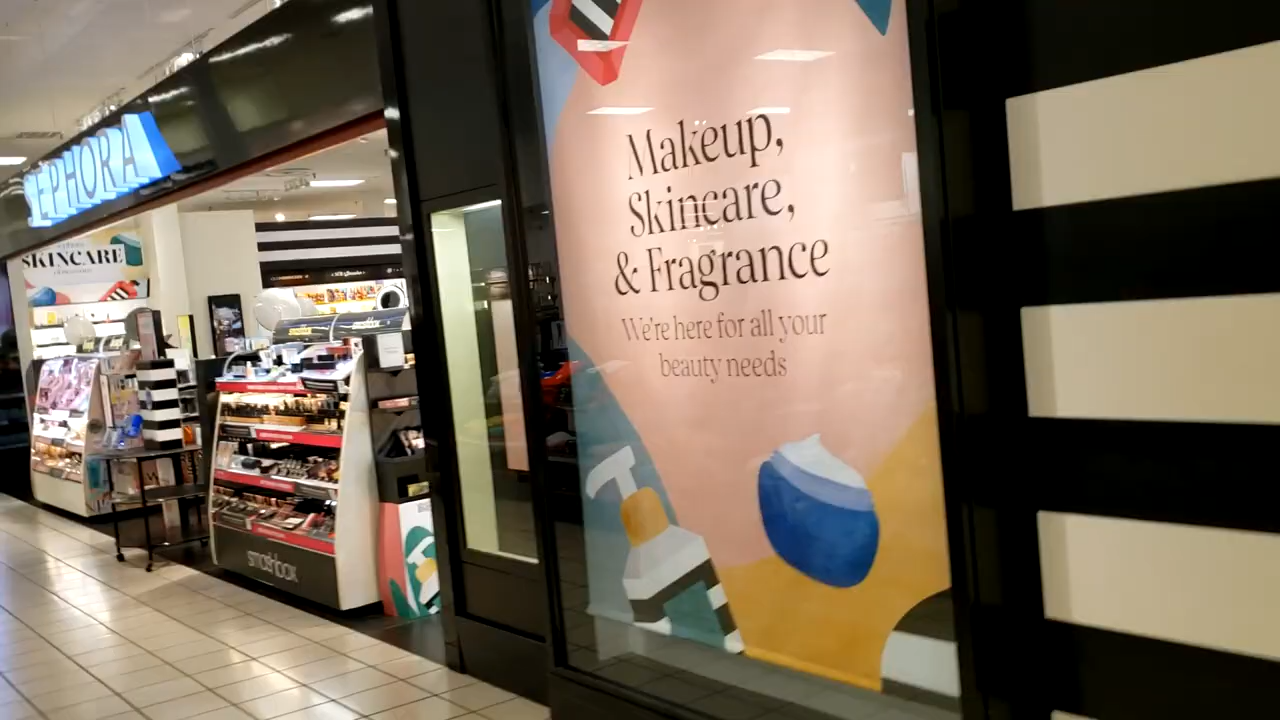 SEPHORA
SKINCARE
Makeup,
Skincare,
& Fragrance
We're here for all your
beauty needs
smashbox